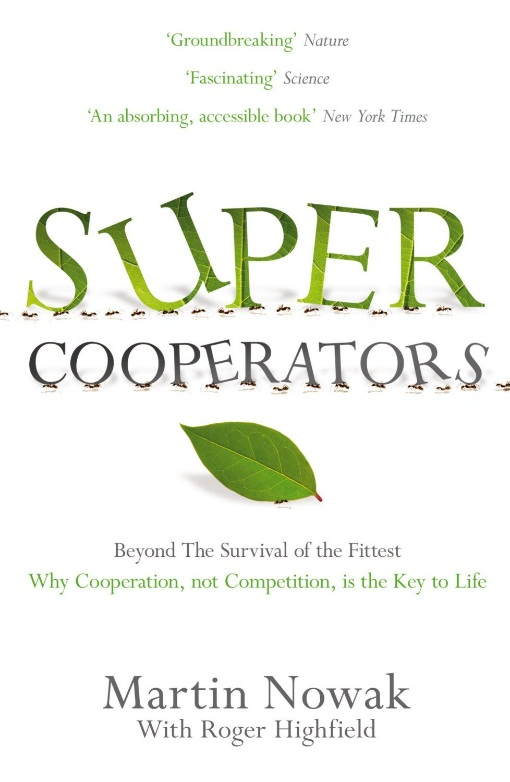 ‘Groundbreaking’ Nature
‘Fascinating’ Science
‘An absorbing, accessible book’ New York Times
SUPER
COOPERATORS
Beyond The Survival of the Fittest
Why Cooperation, not Competition, is the Key to Life
Martin Nowak
With Roger Highfield